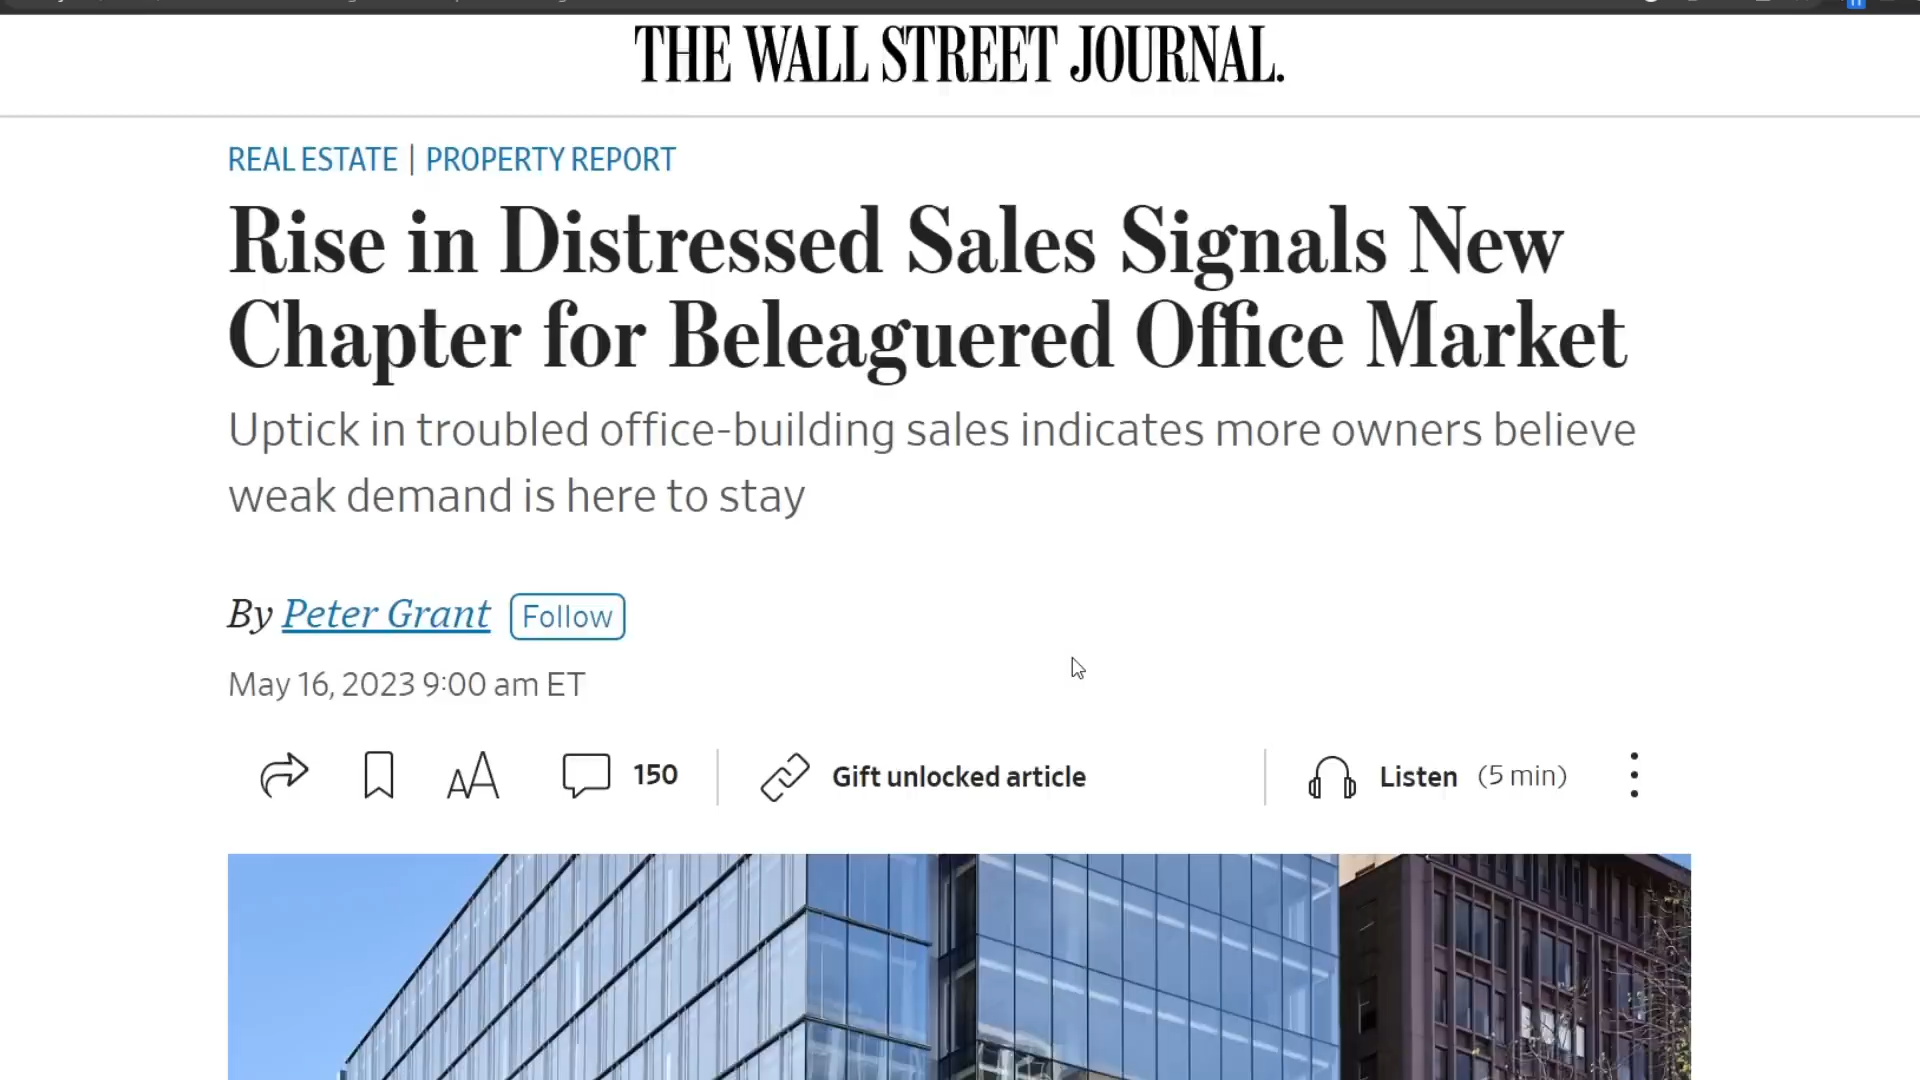 THE WALL STREET JOURNAL.
REAL ESTATE | PROPERTY REPORT
Rise in Distressed Sales Signals New
Chapter for Beleaguered Office Market
Uptick in troubled office-building sales indicates more owners believe
weak demand is here to stay
By Peter Grant Follow
May 16, 2023 9:00 am ET
AA 150 Gift unlocked article Listen (5 min)